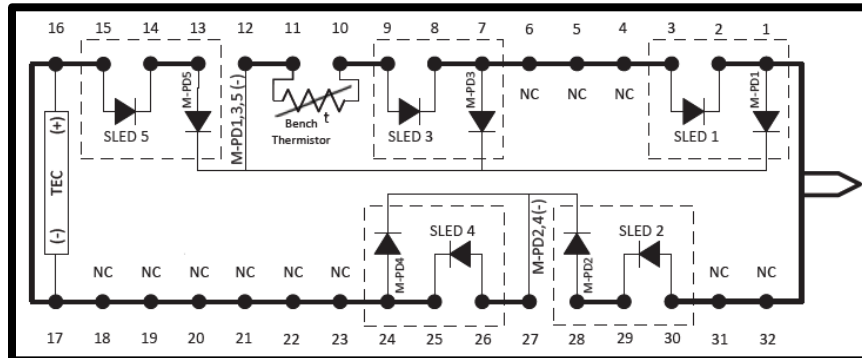 16 15 14 13 12 11 10 9 8 7 6 5 4 3 2 1
M-PD5
M-PD3
M-PD1
NC NC NC
SLED 5
M-PD1,3,5 (-)
t
Bench
Thermistor
SLED 3
SLED 1
(+)
TEC
(-)
SLED 4
M-PD2,4 (-)
SLED 2
M-PD4
M-PD2
NC NC NC NC NC NC
NC NC
17 18 19 20 21 22 23 24 25 26 27 28 29 30 31 32